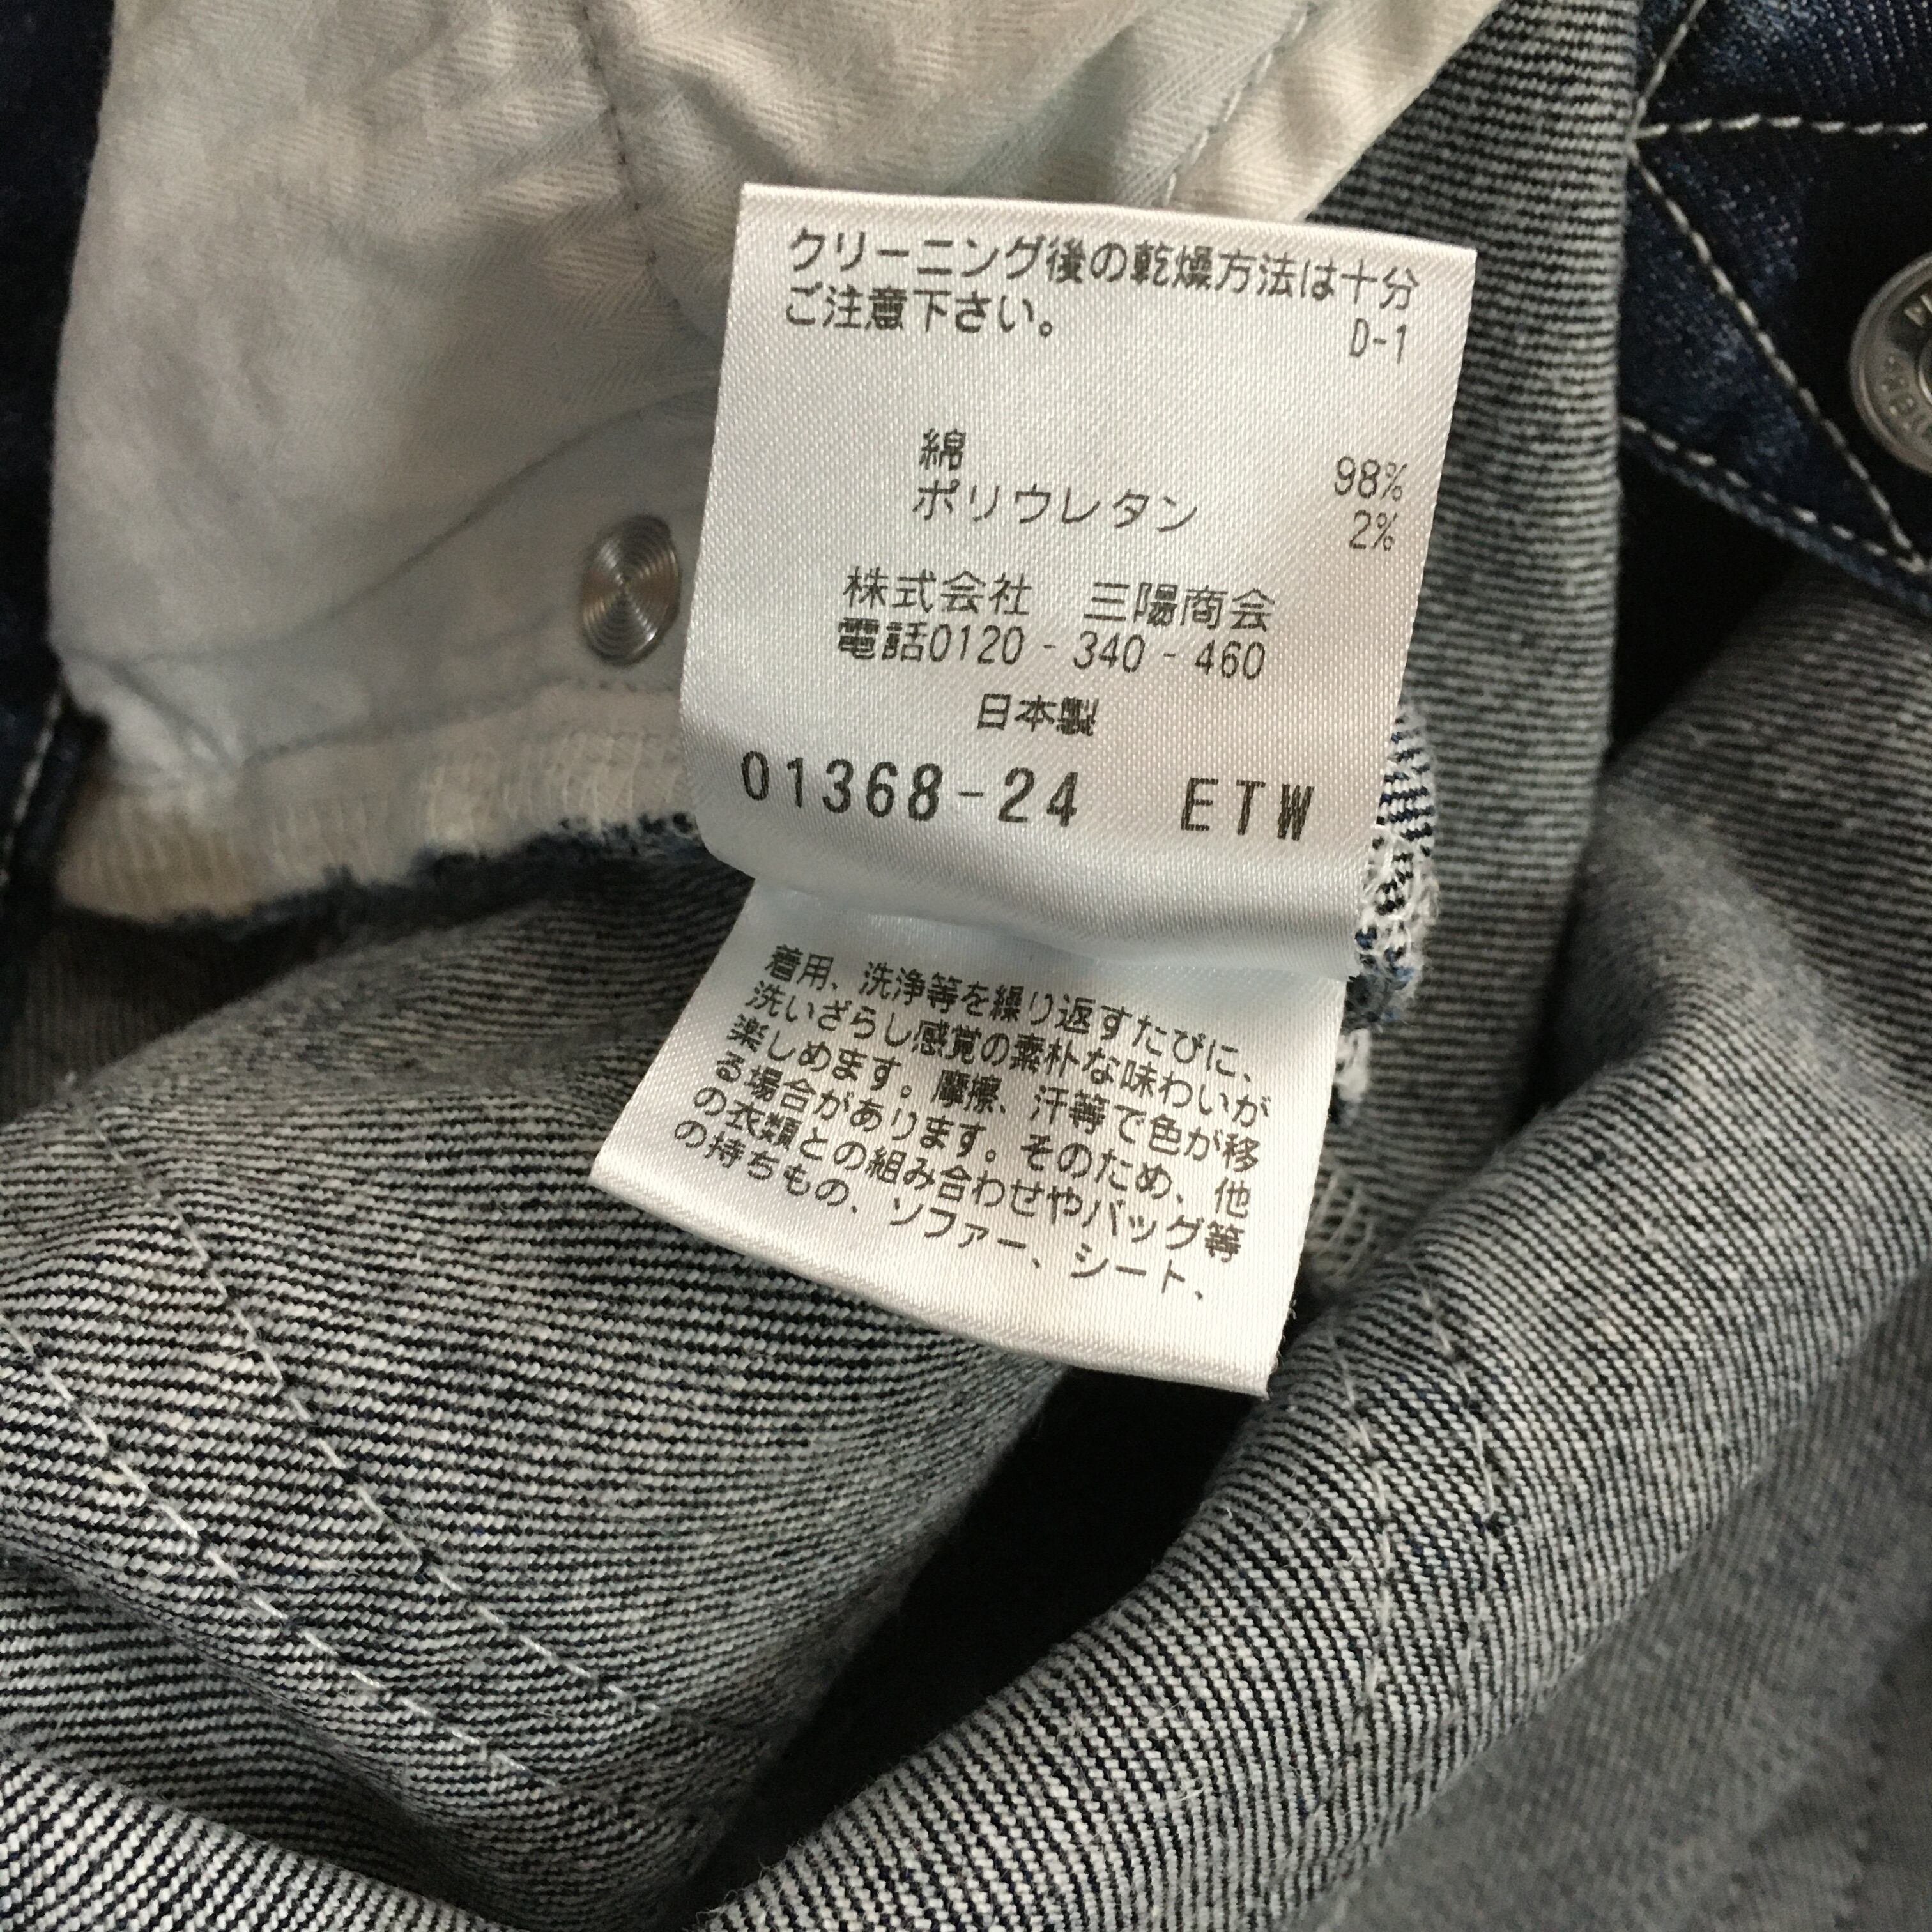 クリーニング後の乾燥方法は十分
ご注意下さい。
D-1
綿 98%
ポリウレタン 2%
株式会社 三陽商会
電話0120-340-460
日本製
01368-24 ETW
着用、洗浄等を繰り返すたびに、
洗いざらし感覚の素朴な味わいが
楽しめます。摩擦、汗等で色が移
る場合があります。そのため、他
の衣類との組み合わせやバッグ等
の持ちもの、ソファー、シート、